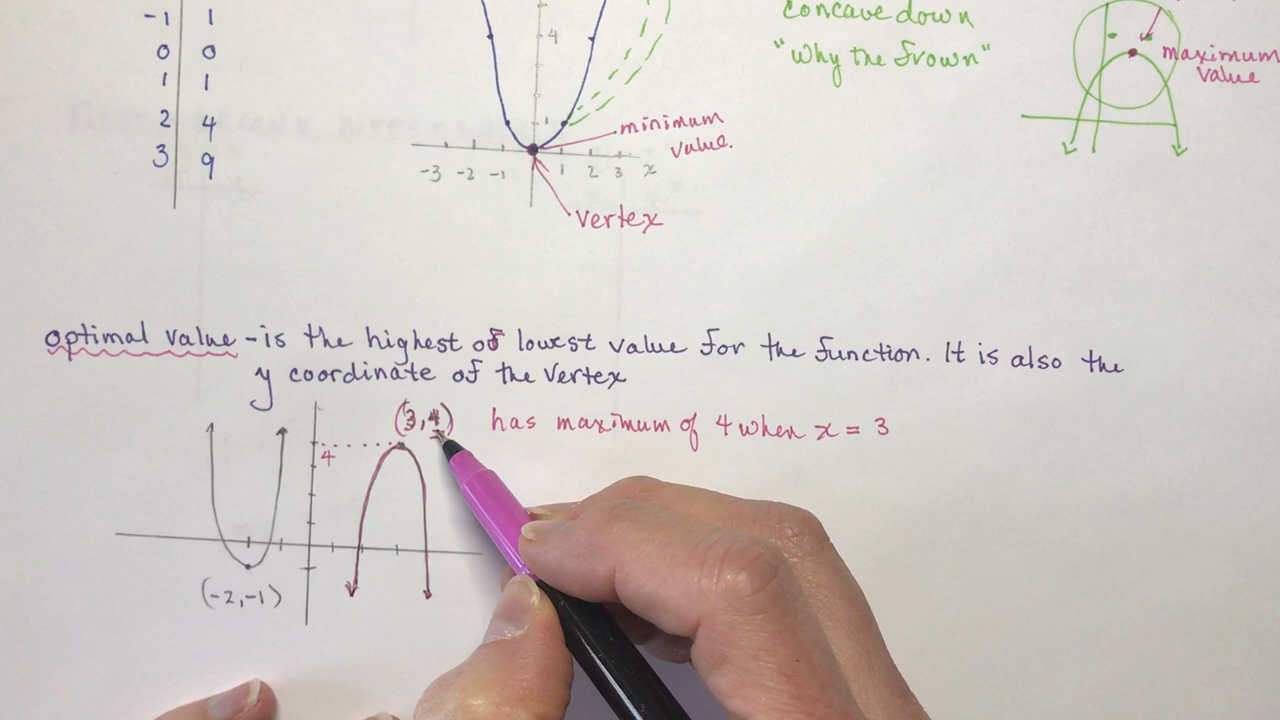 -1 1
0 0
1 1
2 4
3 9
4
1
-3 -2 -1 1 2 3 x
minimum
value.
vertex
concave down
"Why the frown"
maximum
value
optimal value - is the highest of lowest value for the function. It is also the
y coordinate of the vertex
(3,4) has maximum of 4 when x = 3
4
(-2,-1)